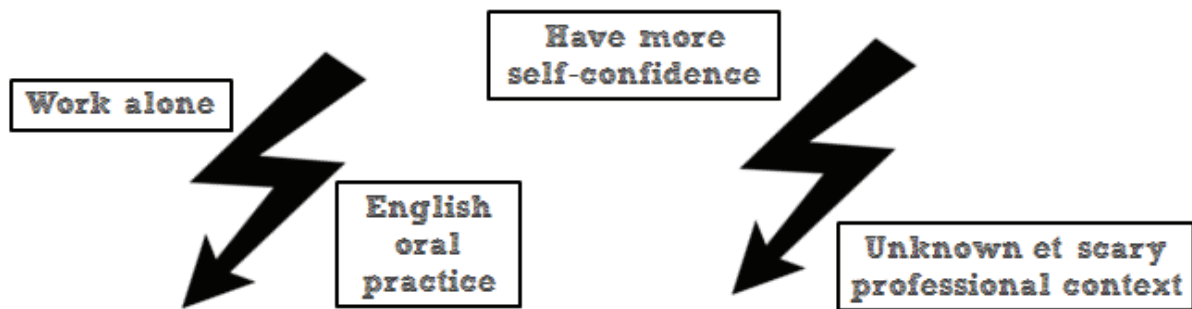 Work alone
English
oral
practice
Have more
self-confidence
Unknown et scary
professional context